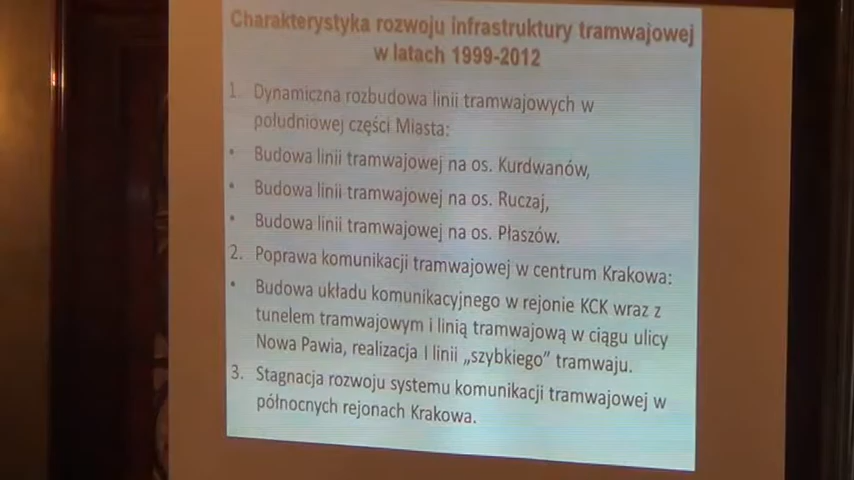 Charakterystyka rozwoju infrastruktury tramwajowej
w latach 1999-2012
1. Dynamiczna rozbudowa linii tramwajowych w
południowej części Miasta:
• Budowa linii tramwajowej na os. Kurdwanów,
• Budowa linii tramwajowej na os. Ruczaj,
• Budowa linii tramwajowej na os. Płaszów.
2. Poprawa komunikacji tramwajowej w centrum Krakowa:
• Budowa układu komunikacyjnego w rejonie KCK wraz z
tunelem tramwajowym i linią tramwajową w ciągu ulicy
Nowa Pawia, realizacja I linii „szybkiego” tramwaju.
3. Stagnacja rozwoju systemu komunikacji tramwajowej w
północnych rejonach Krakowa.